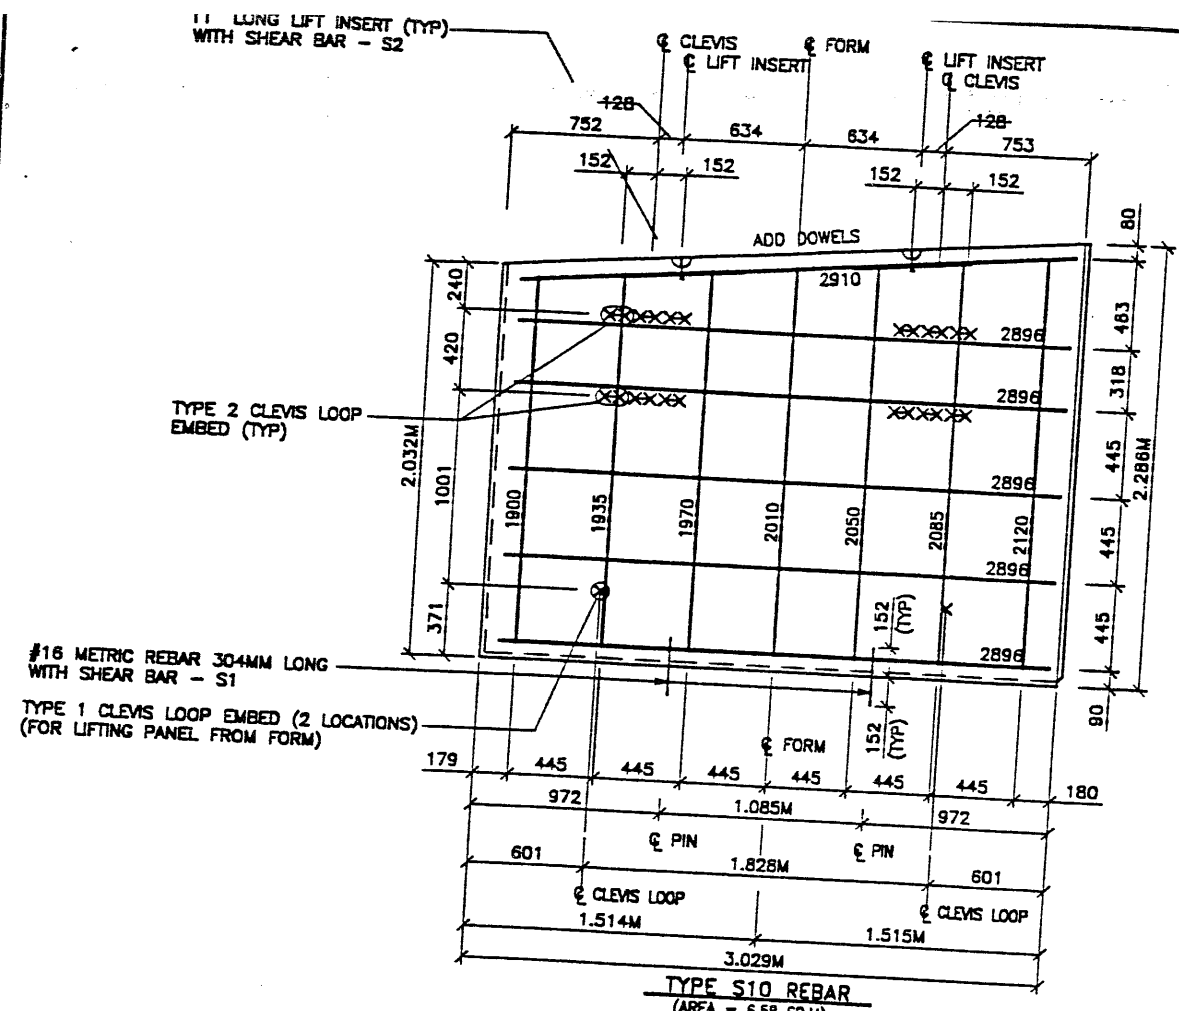 11" LONG LIFT INSERT (TYP)
WITH SHEAR BAR - S2
℄ CLEVIS
℄ LIFT INSERT
℄ FORM
℄ LIFT INSERT
℄ CLEVIS
128
128
752
634
634
753
152
152
152
152
80
ADD DOWELS
2910
240
483
2896
420
318
2896
TYPE 2 CLEVIS LOOP
EMBED (TYP)
2.032M
1001
445
2.286M
2896
1900
1935
1970
2010
2050
2085
2120
445
2896
371
152
(TYP)
445
2896
#16 METRIC REBAR 304MM LONG
WITH SHEAR BAR - S1
TYPE 1 CLEVIS LOOP EMBED (2 LOCATIONS)
(FOR LIFTING PANEL FROM FORM)
152
(TYP)
90
℄ FORM
179
445
445
445
445
445
445
180
972
1.085M
972
℄ PIN
℄ PIN
601
1.828M
601
℄ CLEVIS LOOP
℄ CLEVIS LOOP
1.514M
1.515M
3.029M
TYPE S10 REBAR
(AREA = 6.58 SQ.M)